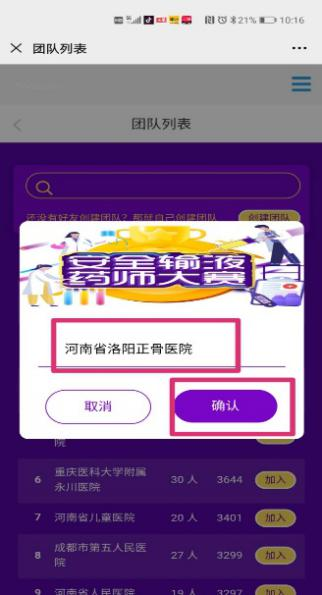 21% 10:16
团队列表
团队列表
还没有好友创建团队?那就自己创建团队
创建团队
安全输液
药师大赛
河南省洛阳正骨医院
取消
确认
院
6 重庆医科大学附属永川医院 30 人 3644 加入
7 河南省儿童医院 20 人 3401 加入
8 成都市第五人民医院 27 人 3299 加入
9 河南省人民医院 19 人 3297 加入